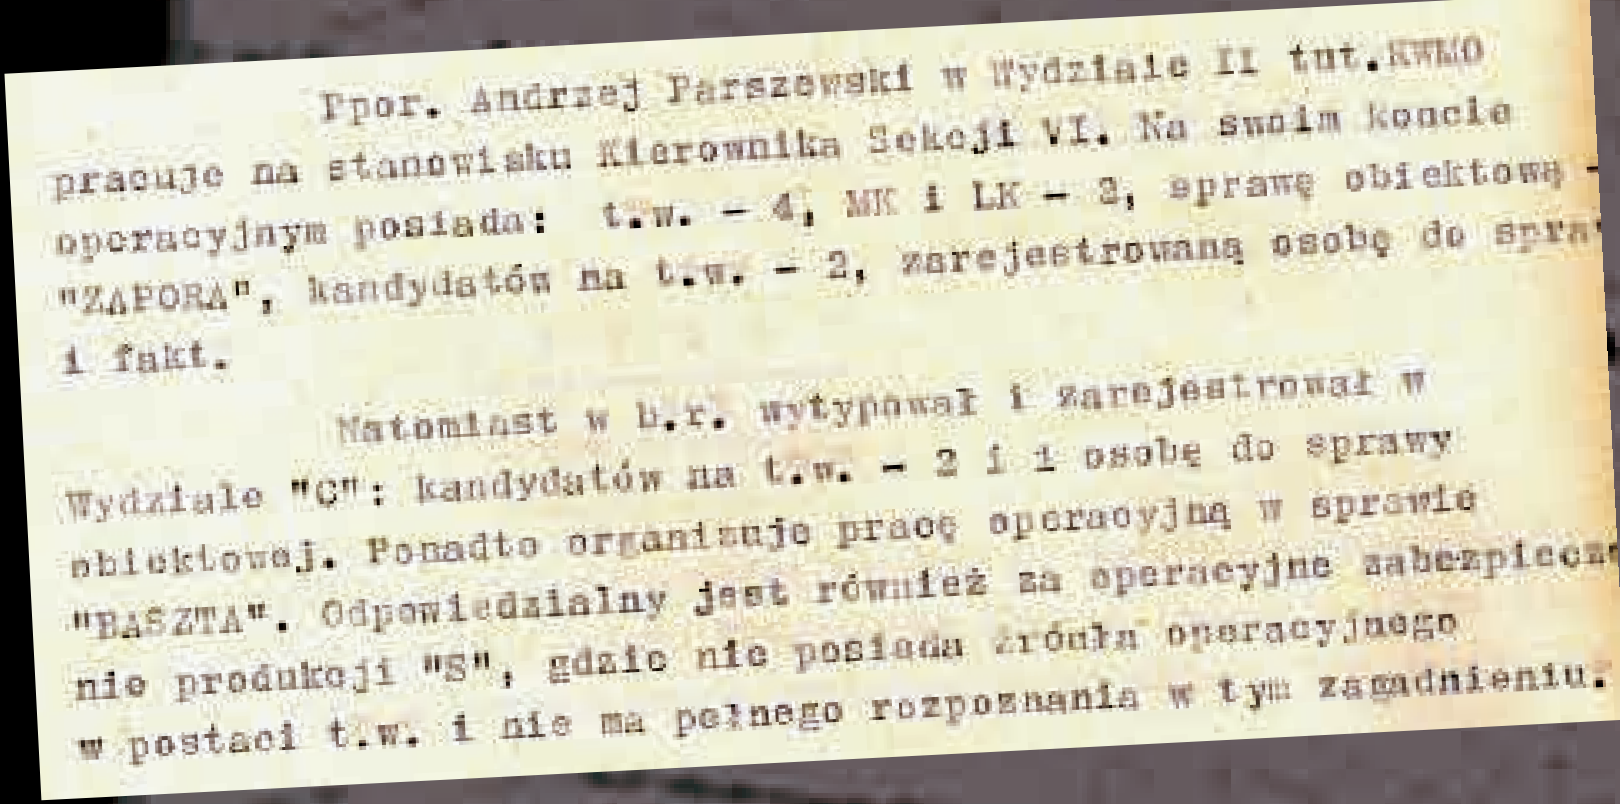 Ppor. Andrzej Parszewski w Wydziale II tut.KWMO
pracuje na stanowisku Kierownika Sekcji VI. Na swoim koncie
operacyjnym posiada: t.w. - 4, MK i LK - 3, sprawę obiektową -
"ZAPORA", kandydatów na t.w. - 2, zarejestrowaną osobę do spra
i fakt.
Natomiast w b.r. wytypował i zarejestrował w
Wydziale "C": kandydatów na t.w. - 2 i 1 osobę do sprawy
obiektowej. Ponadto organizuje pracę operacyjną w sprawie
"BASZTA". Odpowiedzialny jest również za operacyjne zabezpiecz
nie produkcji "S", gdzie nie posiada źródła operacyjnego
w postaci t.w. i nie ma pełnego rozpoznania w tym zagadnieniu.